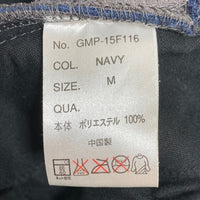 No. GMP-15F116
COL. NAVY
SIZE. M
QUA.
本体 ポリエステル 100%
中国製